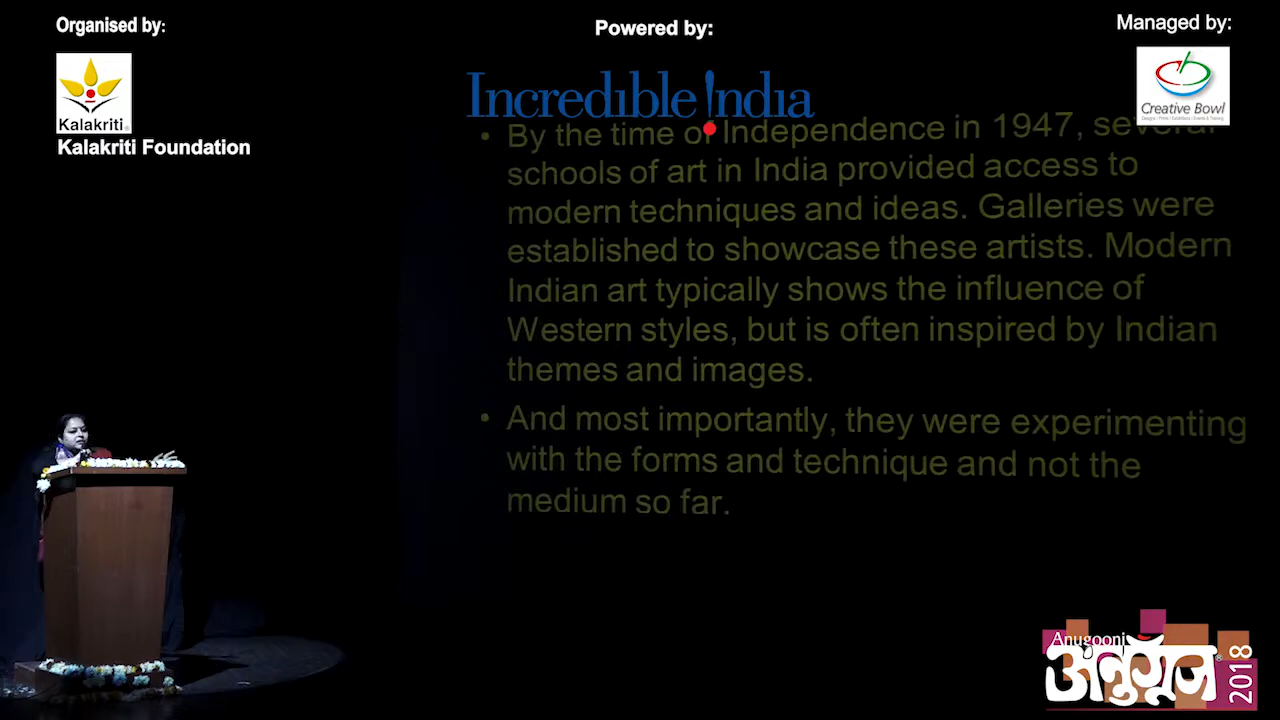 Organised by:
Powered by:
Managed by:
Kalakriti
Kalakriti Foundation
Incredible !ndia
Creative Bowl
• By the time of Independence in 1947, several
schools of art in India provided access to
modern techniques and ideas. Galleries were
established to showcase these artists. Modern
Indian art typically shows the influence of
Western styles, but is often inspired by Indian
themes and images.
• And most importantly, they were experimenting
with the forms and technique and not the
medium so far.
Anugoonj
अनुगूँज
2018